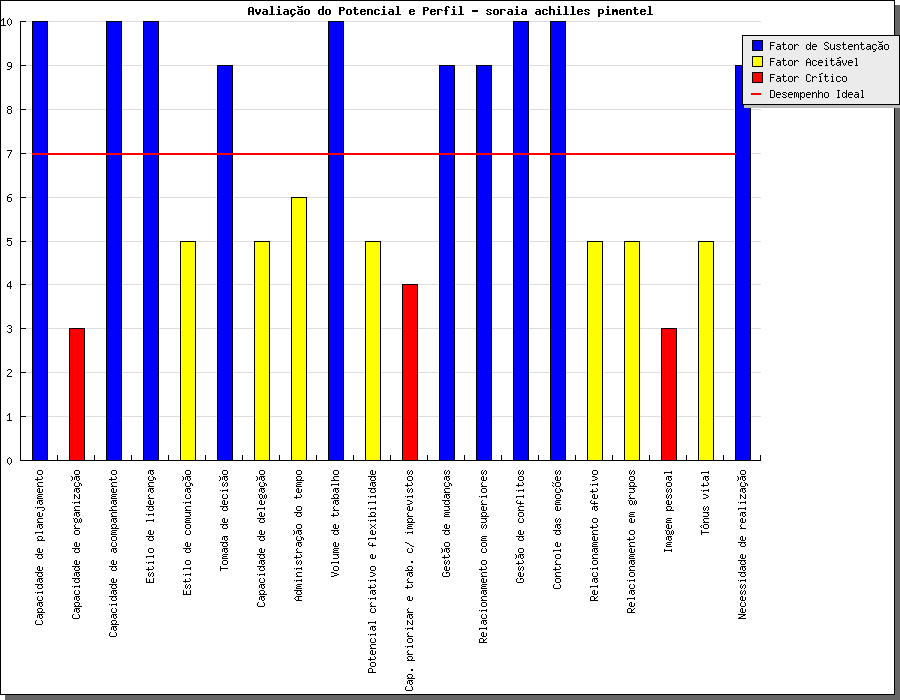 Avaliação do Potencial e Perfil - soraia achilles pimentel
10
9
8
7
6
5
4
3
2
1
0
Fator de Sustentação
Fator Aceitável
Fator Crítico
Desempenho Ideal
Capacidade de planejamento
Capacidade de organização
Capacidade de acompanhamento
Estilo de liderança
Estilo de comunicação
Tomada de decisão
Capacidade de delegação
Administração do tempo
Volume de trabalho
Potencial criativo e flexibilidade
Cap. priorizar e trab. c/ imprevistos
Gestão de mudanças
Relacionamento com superiores
Gestão de conflitos
Controle das emoções
Relacionamento afetivo
Relacionamento em grupos
Imagem pessoal
Tônus vital
Necessidade de realização